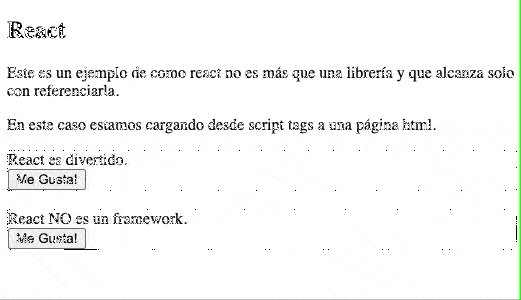 React
Este es un ejemplo de como react no es más que una librería y que alcanza solo
con referenciarla.
En este caso estamos cargando desde script tags a una página html.
React es divertido.
Me Gusta!
React NO es un framework.
Me Gusta!